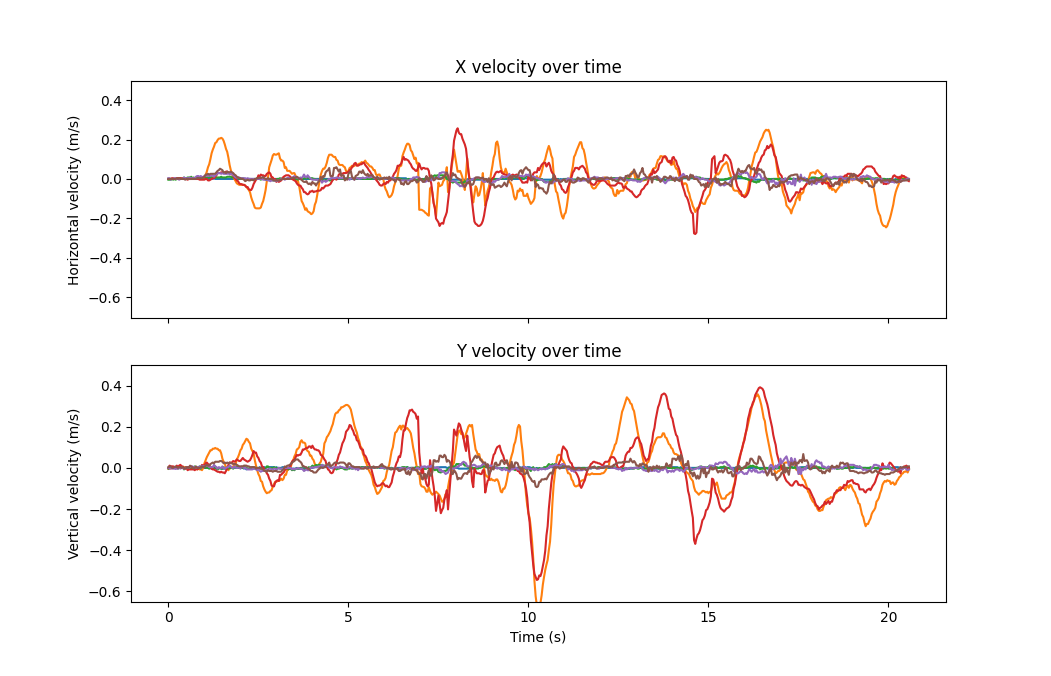 X velocity over time
Horizontal velocity (m/s)
0.4
0.2
0.0
−0.2
−0.4
−0.6
Y velocity over time
Vertical velocity (m/s)
0.4
0.2
0.0
−0.2
−0.4
−0.6
0 5 10 15 20
Time (s)